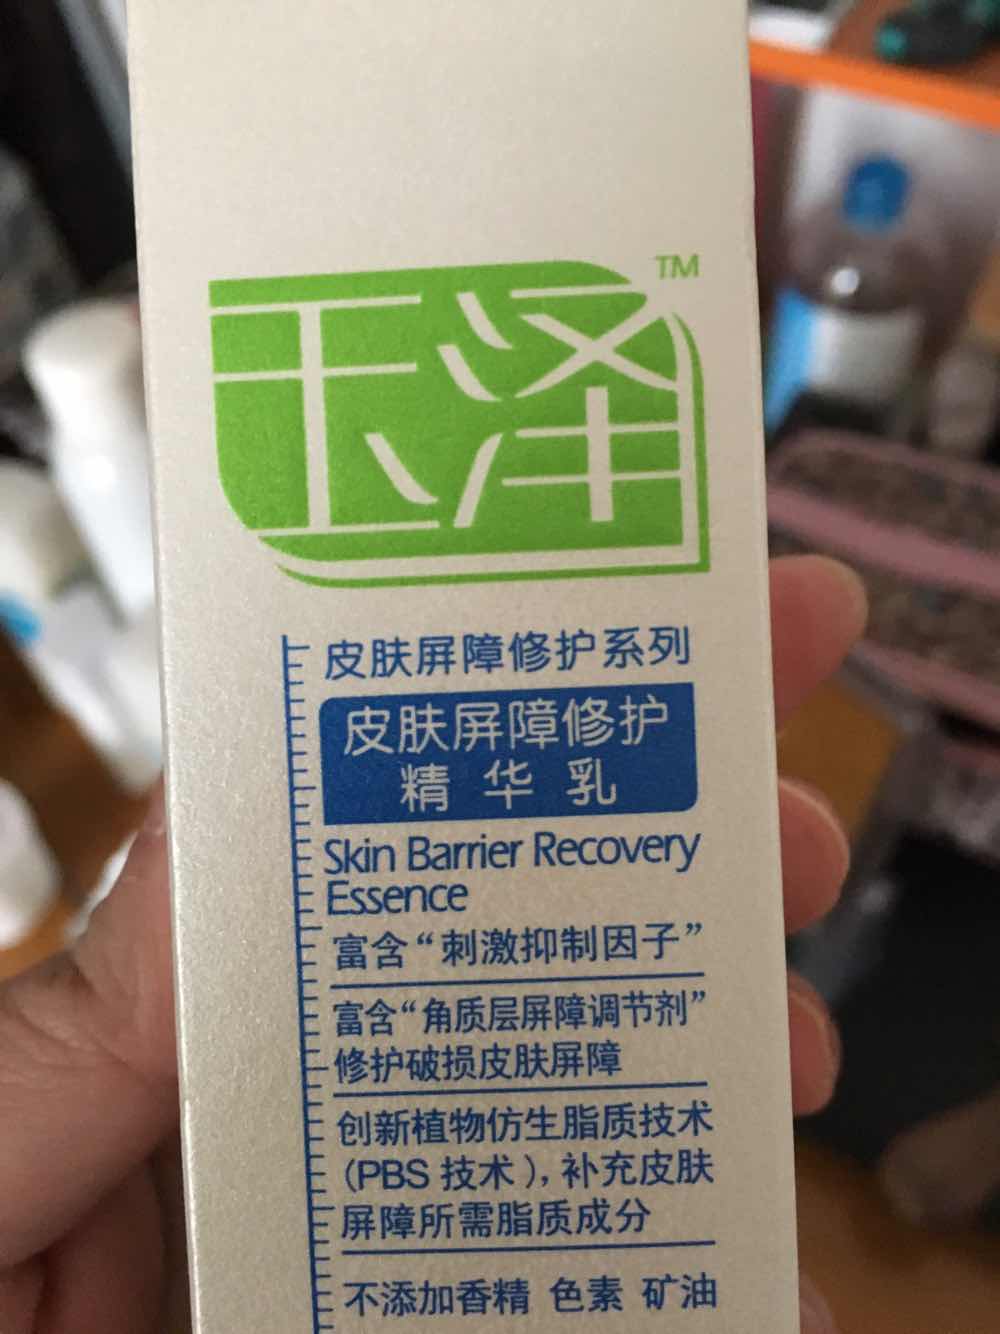 玉泽™
皮肤屏障修护系列
皮肤屏障修护
精华乳
Skin Barrier Recovery
Essence
富含“刺激抑制因子”
富含“角质层屏障调节剂”
修护破损皮肤屏障
创新植物仿生脂质技术
(PBS 技术), 补充皮肤
屏障所需脂质成分
不添加香精 色素 矿油